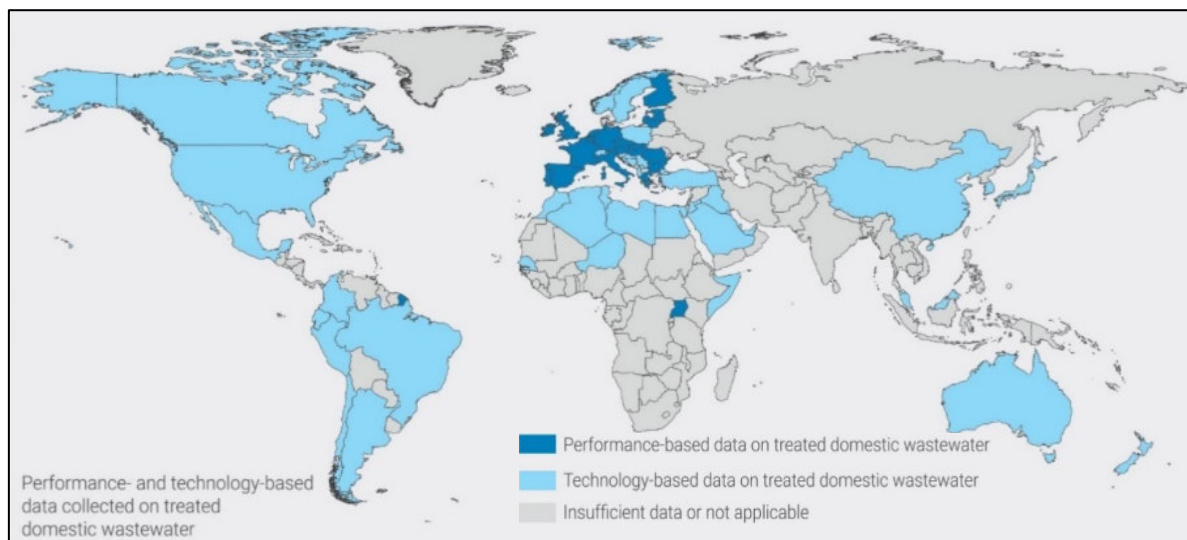 Performance-based data on treated domestic wastewater
Technology-based data on treated domestic wastewater
Insufficient data or not applicable
Performance- and technology-based
data collected on treated
domestic wastewater